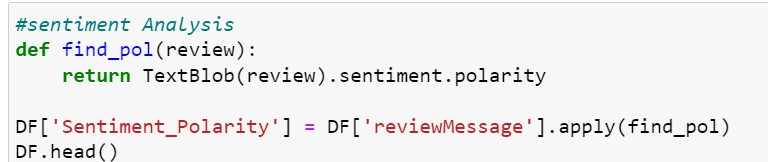 #sentiment Analysis
def find_pol(review):
    return TextBlob(review).sentiment.polarity

DF['Sentiment_Polarity'] = DF['reviewMessage'].apply(find_pol)
DF.head()